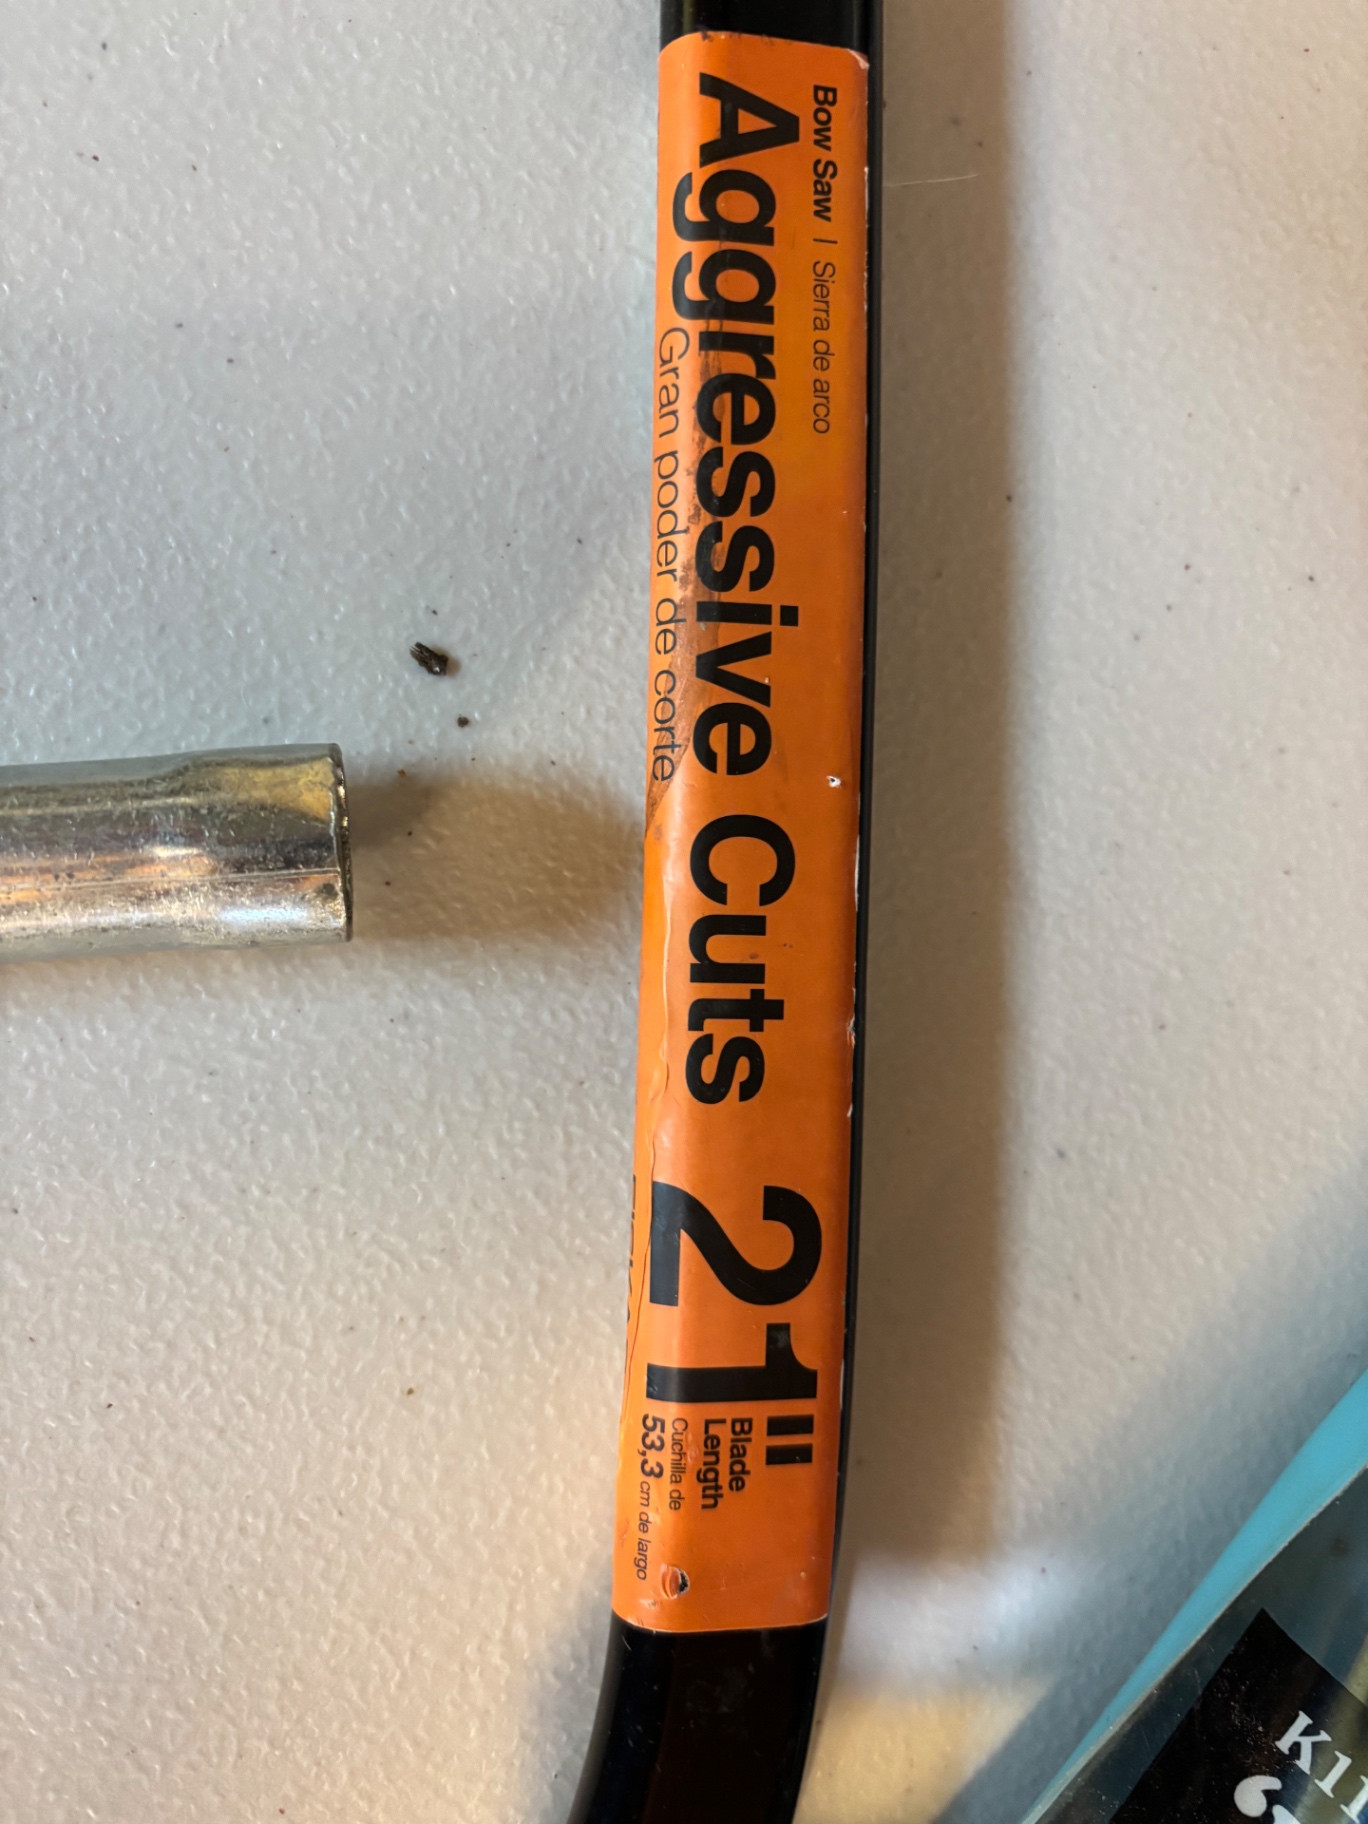 Bow Saw | Sierra de arco
Aggressive Cuts
Gran poder de corte
21"
Blade
Length
Cuchilla de
53,3 cm de largo